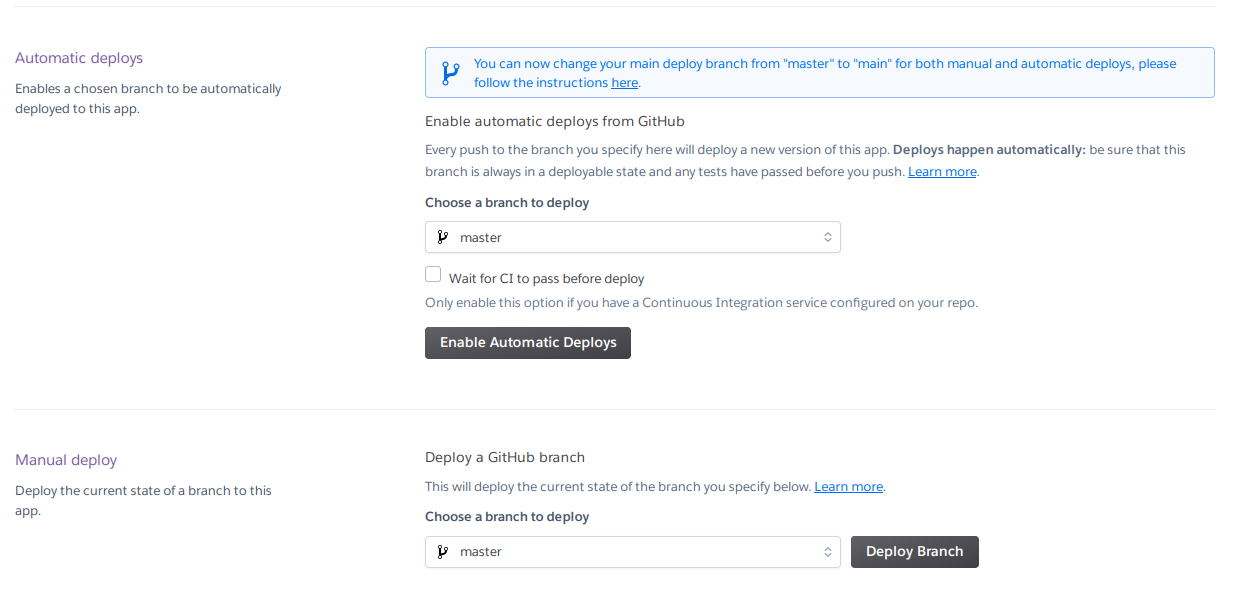 Automatic deploys
Enables a chosen branch to be automatically
deployed to this app.
You can now change your main deploy branch from "master" to "main" for both manual and automatic deploys, please
follow the instructions here.
Enable automatic deploys from GitHub
Every push to the branch you specify here will deploy a new version of this app. Deploys happen automatically: be sure that this
branch is always in a deployable state and any tests have passed before you push. Learn more.
Choose a branch to deploy
master
Wait for CI to pass before deploy
Only enable this option if you have a Continuous Integration service configured on your repo.
Enable Automatic Deploys
Manual deploy
Deploy the current state of a branch to this
app.
Deploy a GitHub branch
This will deploy the current state of the branch you specify below. Learn more.
Choose a branch to deploy
master
Deploy Branch